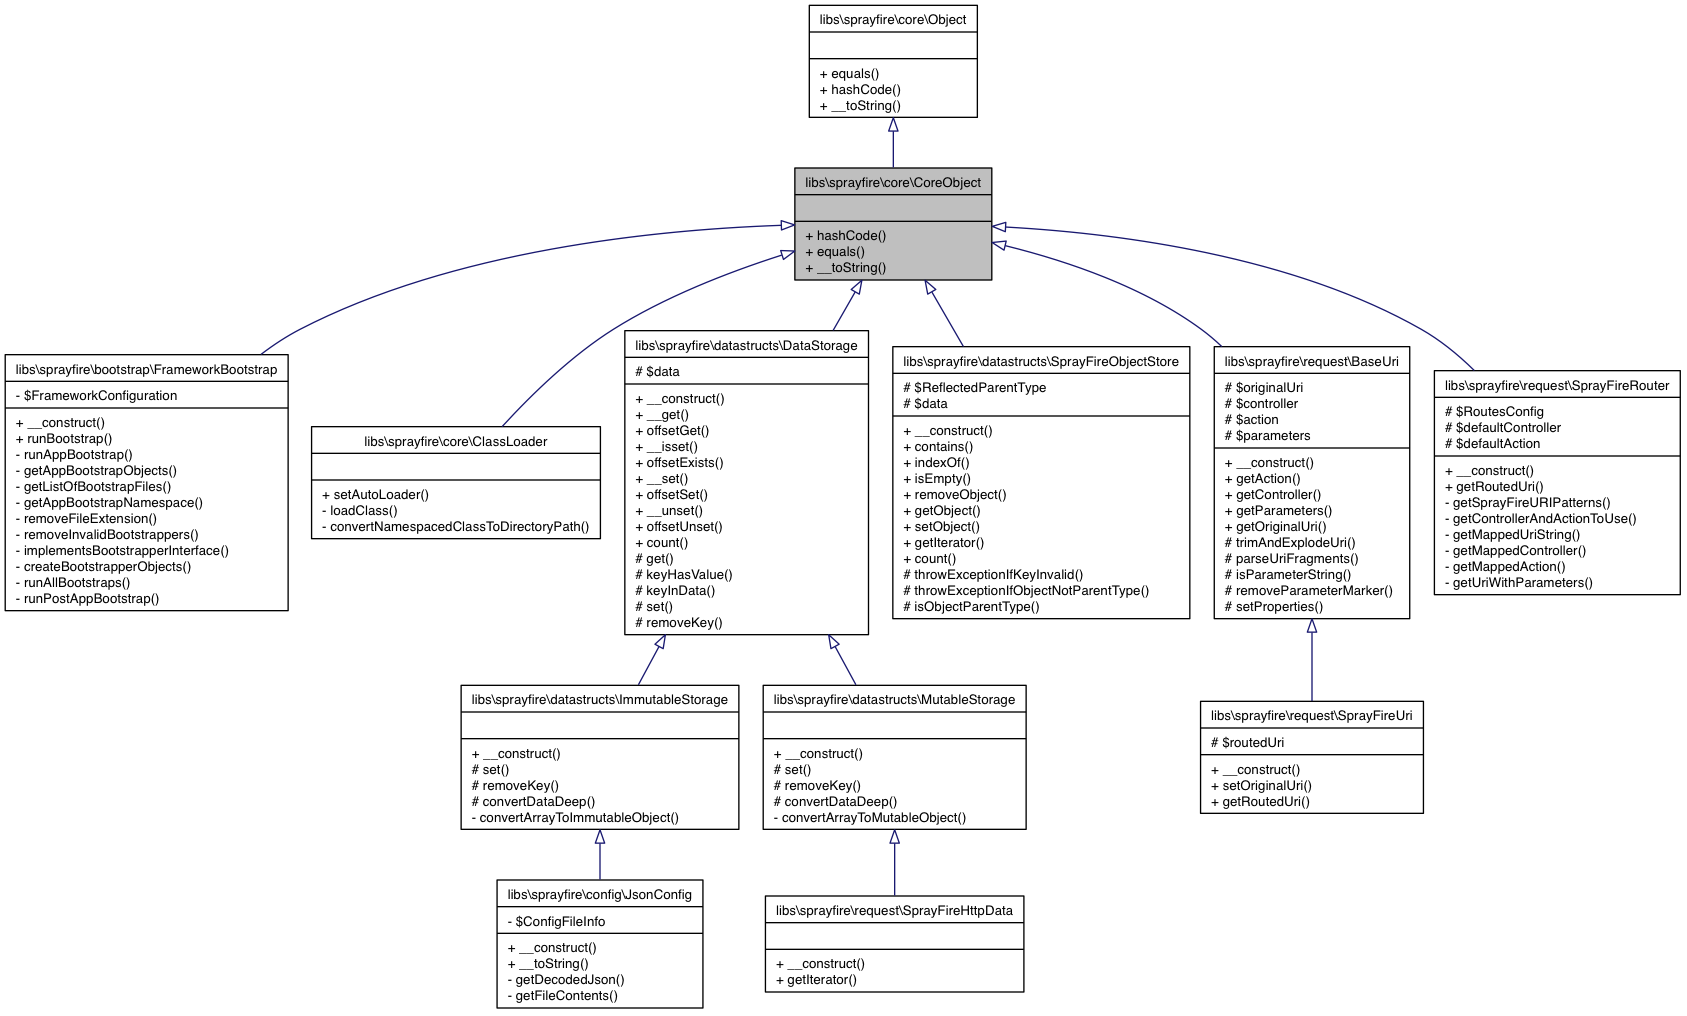 libs\sprayfire\core\Object
+ equals()
+ hashCode()
+ __toString()
libs\sprayfire\core\CoreObject
+ hashCode()
+ equals()
+ __toString()
libs\sprayfire\bootstrap\FrameworkBootstrap
- $FrameworkConfiguration
+ __construct()
+ runBootstrap()
- runAppBootstrap()
- getAppBootstrapObjects()
- getListOfBootstrapFiles()
- getAppBootstrapNamespace()
- removeFileExtension()
- removeInvalidBootstrappers()
- implementsBootstrapperInterface()
- createBootstrapperObjects()
- runAllBootstraps()
- runPostAppBootstrap()
libs\sprayfire\core\ClassLoader
+ setAutoLoader()
- loadClass()
- convertNamespacedClassToDirectoryPath()
libs\sprayfire\datastructs\DataStorage
# $data
+ __construct()
+ __get()
+ offsetGet()
+ __isset()
+ offsetExists()
+ __set()
+ offsetSet()
+ __unset()
+ offsetUnset()
+ count()
# get()
# keyHasValue()
# keyInData()
# set()
# removeKey()
libs\sprayfire\datastructs\SprayFireObjectStore
# $ReflectedParentType
# $data
+ __construct()
+ contains()
+ indexOf()
+ isEmpty()
+ removeObject()
+ getObject()
+ setObject()
+ getIterator()
+ count()
# throwExceptionIfKeyInvalid()
# throwExceptionIfObjectNotParentType()
# isObjectParentType()
libs\sprayfire\request\BaseUri
# $originalUri
# $controller
# $action
# $parameters
+ __construct()
+ getAction()
+ getController()
+ getParameters()
+ getOriginalUri()
# trimAndExplodeUri()
# parseUriFragments()
# isParameterString()
# removeParameterMarker()
# setProperties()
libs\sprayfire\request\SprayFireRouter
# $RoutesConfig
# $defaultController
# $defaultAction
+ __construct()
+ getRoutedUri()
- getSprayFireURIPatterns()
- getControllerAndActionToUse()
- getMappedUriString()
- getMappedController()
- getMappedAction()
- getUriWithParameters()
libs\sprayfire\datastructs\ImmutableStorage
+ __construct()
# set()
# removeKey()
# convertDataDeep()
- convertArrayToImmutableObject()
libs\sprayfire\datastructs\MutableStorage
+ __construct()
# set()
# removeKey()
# convertDataDeep()
- convertArrayToMutableObject()
libs\sprayfire\request\SprayFireUri
# $routedUri
+ __construct()
+ setOriginalUri()
+ getRoutedUri()
libs\sprayfire\config\JsonConfig
- $ConfigFileInfo
+ __construct()
+ __toString()
- getDecodedJson()
- getFileContents()
libs\sprayfire\request\SprayFireHttpData
+ __construct()
+ getIterator()